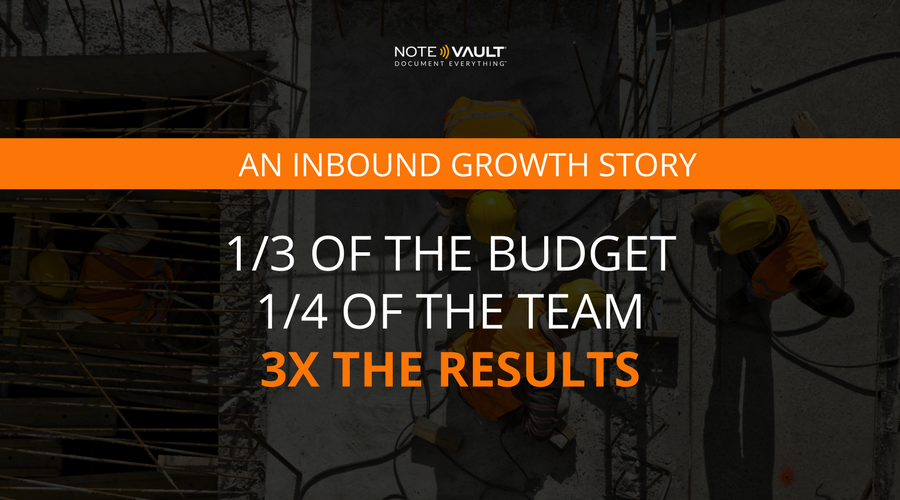 NOTE VAULT®
DOCUMENT EVERYTHING™
AN INBOUND GROWTH STORY
1/3 OF THE BUDGET
1/4 OF THE TEAM
3X THE RESULTS